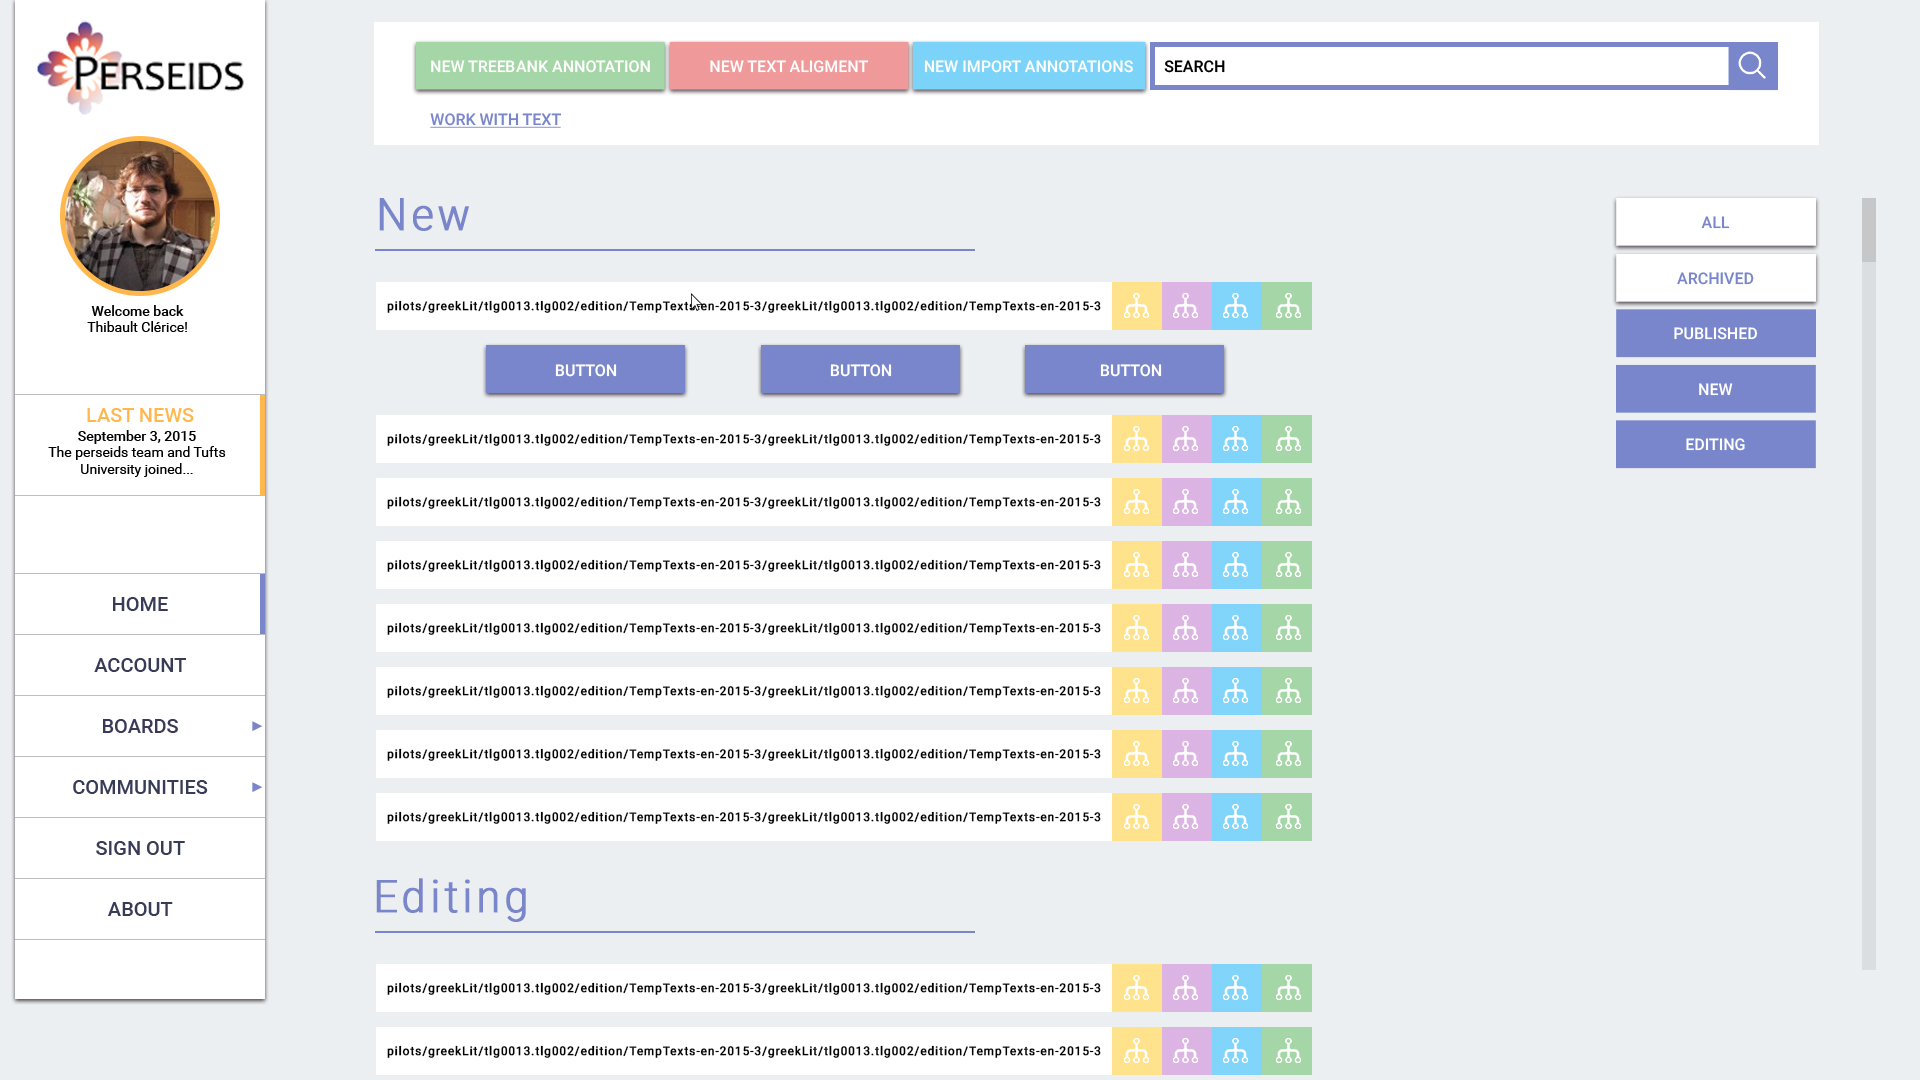 PERSEIDS
Welcome back
Thibault Clérice!
LAST NEWS
September 3, 2015
The perseids team and Tufts
University joined...
HOME
ACCOUNT
BOARDS
COMMUNITIES
SIGN OUT
ABOUT
NEW TREEBANK ANNOTATION
NEW TEXT ALIGMENT
NEW IMPORT ANNOTATIONS
SEARCH
WORK WITH TEXT
New
pilots/greekLit/tlg0013.tlg002/edition/TempTexts-en-2015-3/greekLit/tlg0013.tlg002/edition/TempTexts-en-2015-3
BUTTON
BUTTON
BUTTON
pilots/greekLit/tlg0013.tlg002/edition/TempTexts-en-2015-3/greekLit/tlg0013.tlg002/edition/TempTexts-en-2015-3
pilots/greekLit/tlg0013.tlg002/edition/TempTexts-en-2015-3/greekLit/tlg0013.tlg002/edition/TempTexts-en-2015-3
pilots/greekLit/tlg0013.tlg002/edition/TempTexts-en-2015-3/greekLit/tlg0013.tlg002/edition/TempTexts-en-2015-3
pilots/greekLit/tlg0013.tlg002/edition/TempTexts-en-2015-3/greekLit/tlg0013.tlg002/edition/TempTexts-en-2015-3
pilots/greekLit/tlg0013.tlg002/edition/TempTexts-en-2015-3/greekLit/tlg0013.tlg002/edition/TempTexts-en-2015-3
pilots/greekLit/tlg0013.tlg002/edition/TempTexts-en-2015-3/greekLit/tlg0013.tlg002/edition/TempTexts-en-2015-3
pilots/greekLit/tlg0013.tlg002/edition/TempTexts-en-2015-3/greekLit/tlg0013.tlg002/edition/TempTexts-en-2015-3
Editing
pilots/greekLit/tlg0013.tlg002/edition/TempTexts-en-2015-3/greekLit/tlg0013.tlg002/edition/TempTexts-en-2015-3
pilots/greekLit/tlg0013.tlg002/edition/TempTexts-en-2015-3/greekLit/tlg0013.tlg002/edition/TempTexts-en-2015-3
ALL
ARCHIVED
PUBLISHED
NEW
EDITING